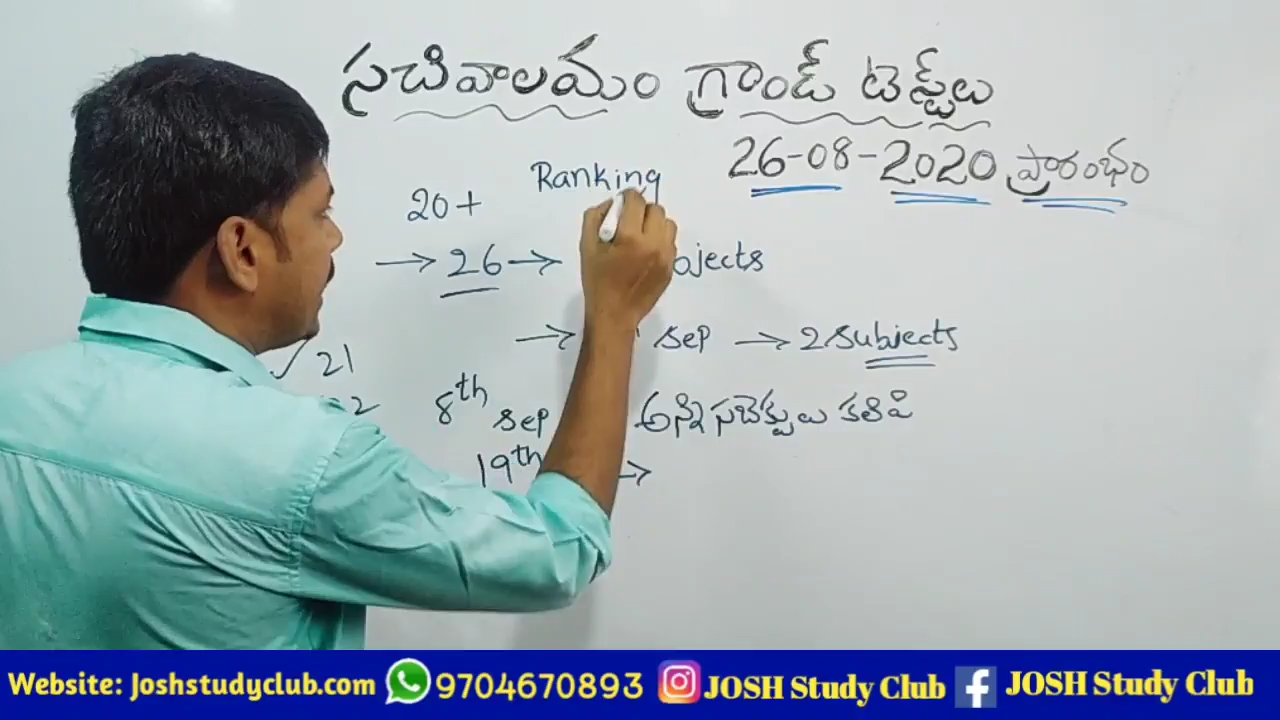 సచివాలయం గ్రాండ్ టెస్ట్‌లు
26-08-2020 ప్రారంభం
Ranking
20+
→ 26 →
→ sep → 2 subjects
✓ 21
8th sep అన్ని సబెక్టులు కలిపి
19th →
Website: Joshstudyclub.com 9704670893 JOSH Study Club JOSH Study Club